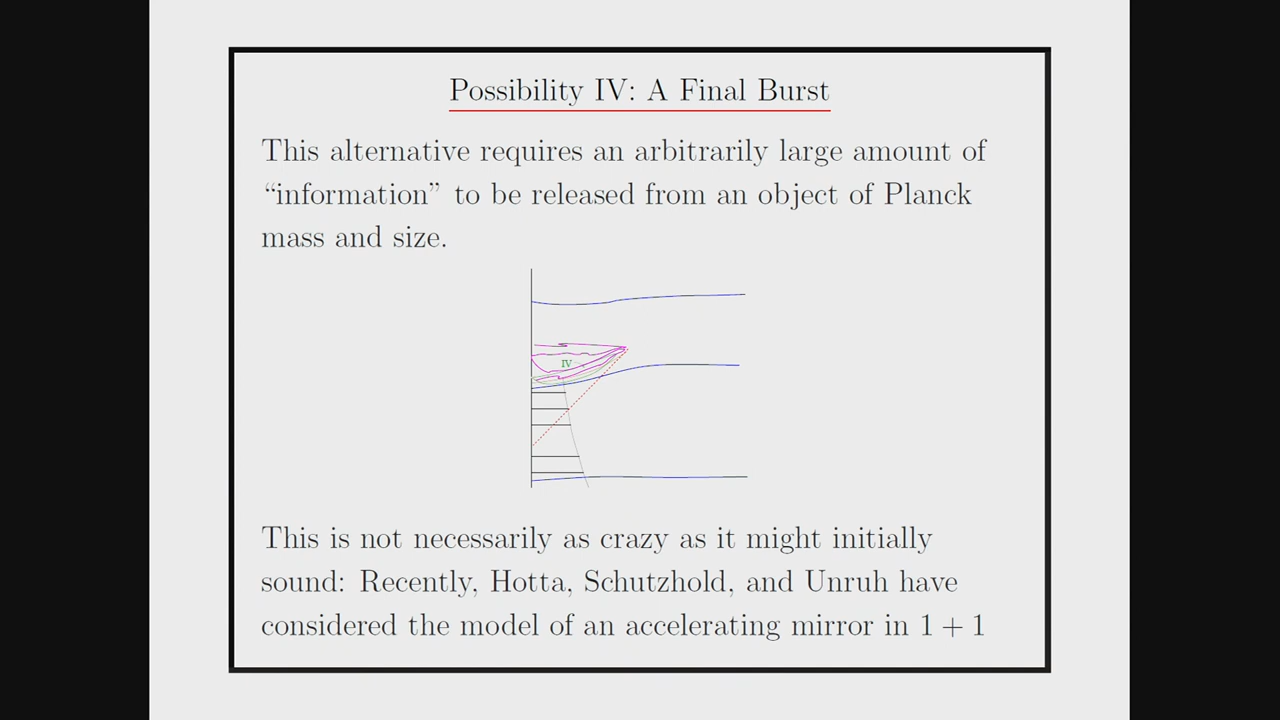 Possibility IV: A Final Burst
This alternative requires an arbitrarily large amount of
“information” to be released from an object of Planck
mass and size.
IV
This is not necessarily as crazy as it might initially
sound: Recently, Hotta, Schutzhold, and Unruh have
considered the model of an accelerating mirror in 1 + 1